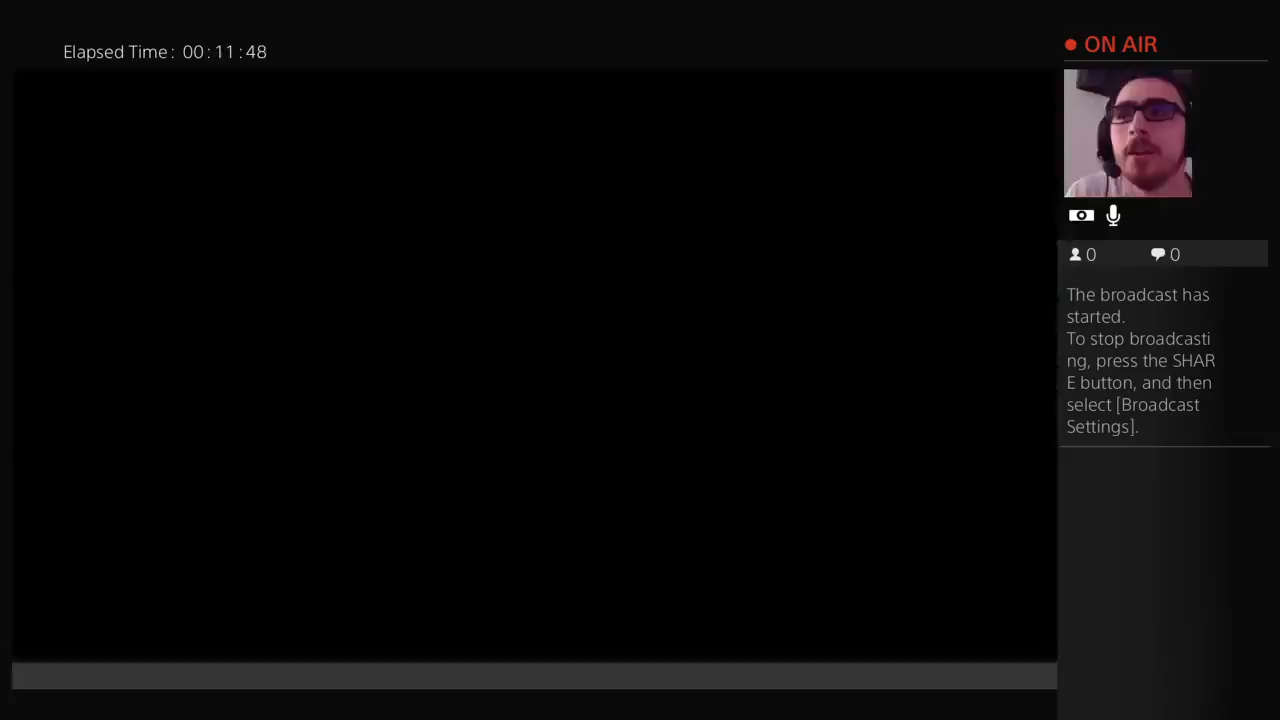 Elapsed Time: 00:11:48
ON AIR
0 0
The broadcast has
started.
To stop broadcasti
ng, press the SHAR
E button, and then
select [Broadcast
Settings].